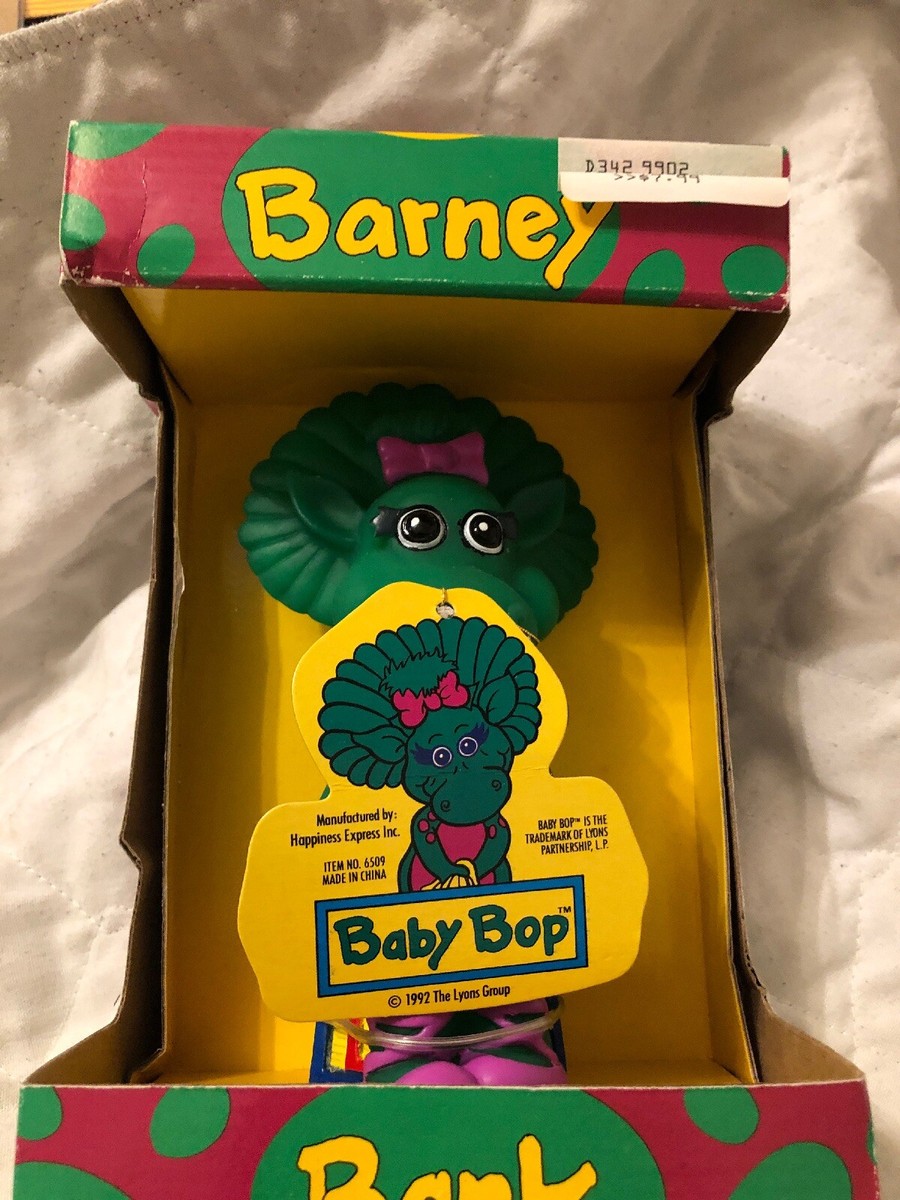 Barney
D342 9902
Manufactured by:
Happiness Express Inc.
ITEM NO. 6509
MADE IN CHINA
BABY BOP™ IS THE
TRADEMARK OF LYONS
PARTNERSHIP, L.P.
Baby Bop™
© 1992 The Lyons Group
Bank